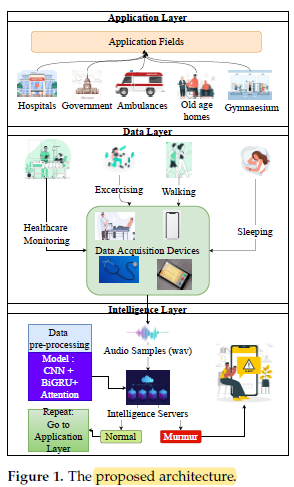 Application Layer
Application Fields
Hospitals Government Ambulances Old age Gymnaesium
homes
Data Layer
Excercising Walking
Healthcare
Monitoring
Sleeping
Data Acquisition Devices
Intelligence Layer
Data
pre-processing
Audio Samples (wav)
Model :
CNN +
BiGRU+
Attention
Intelligence Servers
Repeat:
Go to
Application
Layer
Normal Murmur
Figure 1. The proposed architecture.